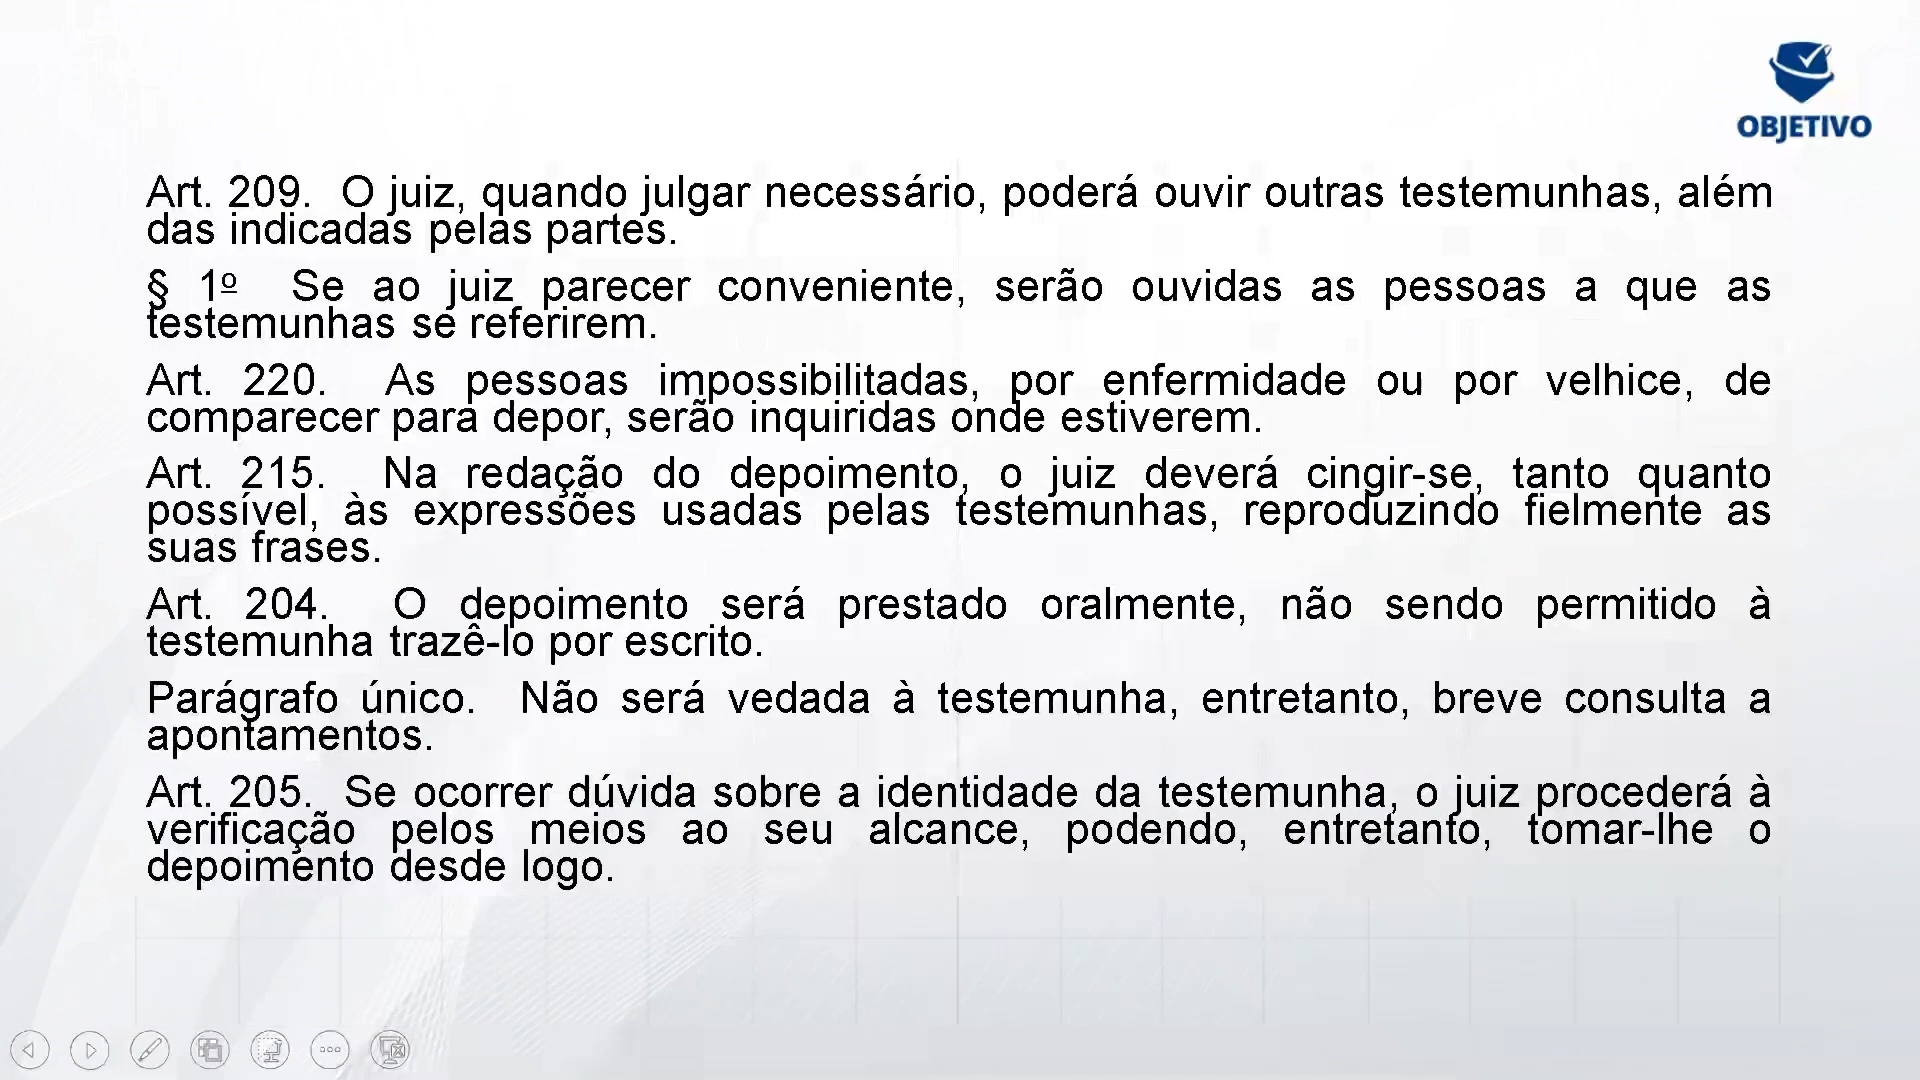 OBJETIVO
Art. 209. O juiz, quando julgar necessário, poderá ouvir outras testemunhas, além
das indicadas pelas partes.
§ 1º Se ao juiz parecer conveniente, serão ouvidas as pessoas a que as
testemunhas se referirem.
Art. 220. As pessoas impossibilitadas, por enfermidade ou por velhice, de
comparecer para depor, serão inquiridas onde estiverem.
Art. 215. Na redação do depoimento, o juiz deverá cingir-se, tanto quanto
possível, às expressões usadas pelas testemunhas, reproduzindo fielmente as
suas frases.
Art. 204. O depoimento será prestado oralmente, não sendo permitido à
testemunha trazê-lo por escrito.
Parágrafo único. Não será vedada à testemunha, entretanto, breve consulta a
apontamentos.
Art. 205. Se ocorrer dúvida sobre a identidade da testemunha, o juiz procederá à
verificação pelos meios ao seu alcance, podendo, entretanto, tomar-lhe o
depoimento desde logo.